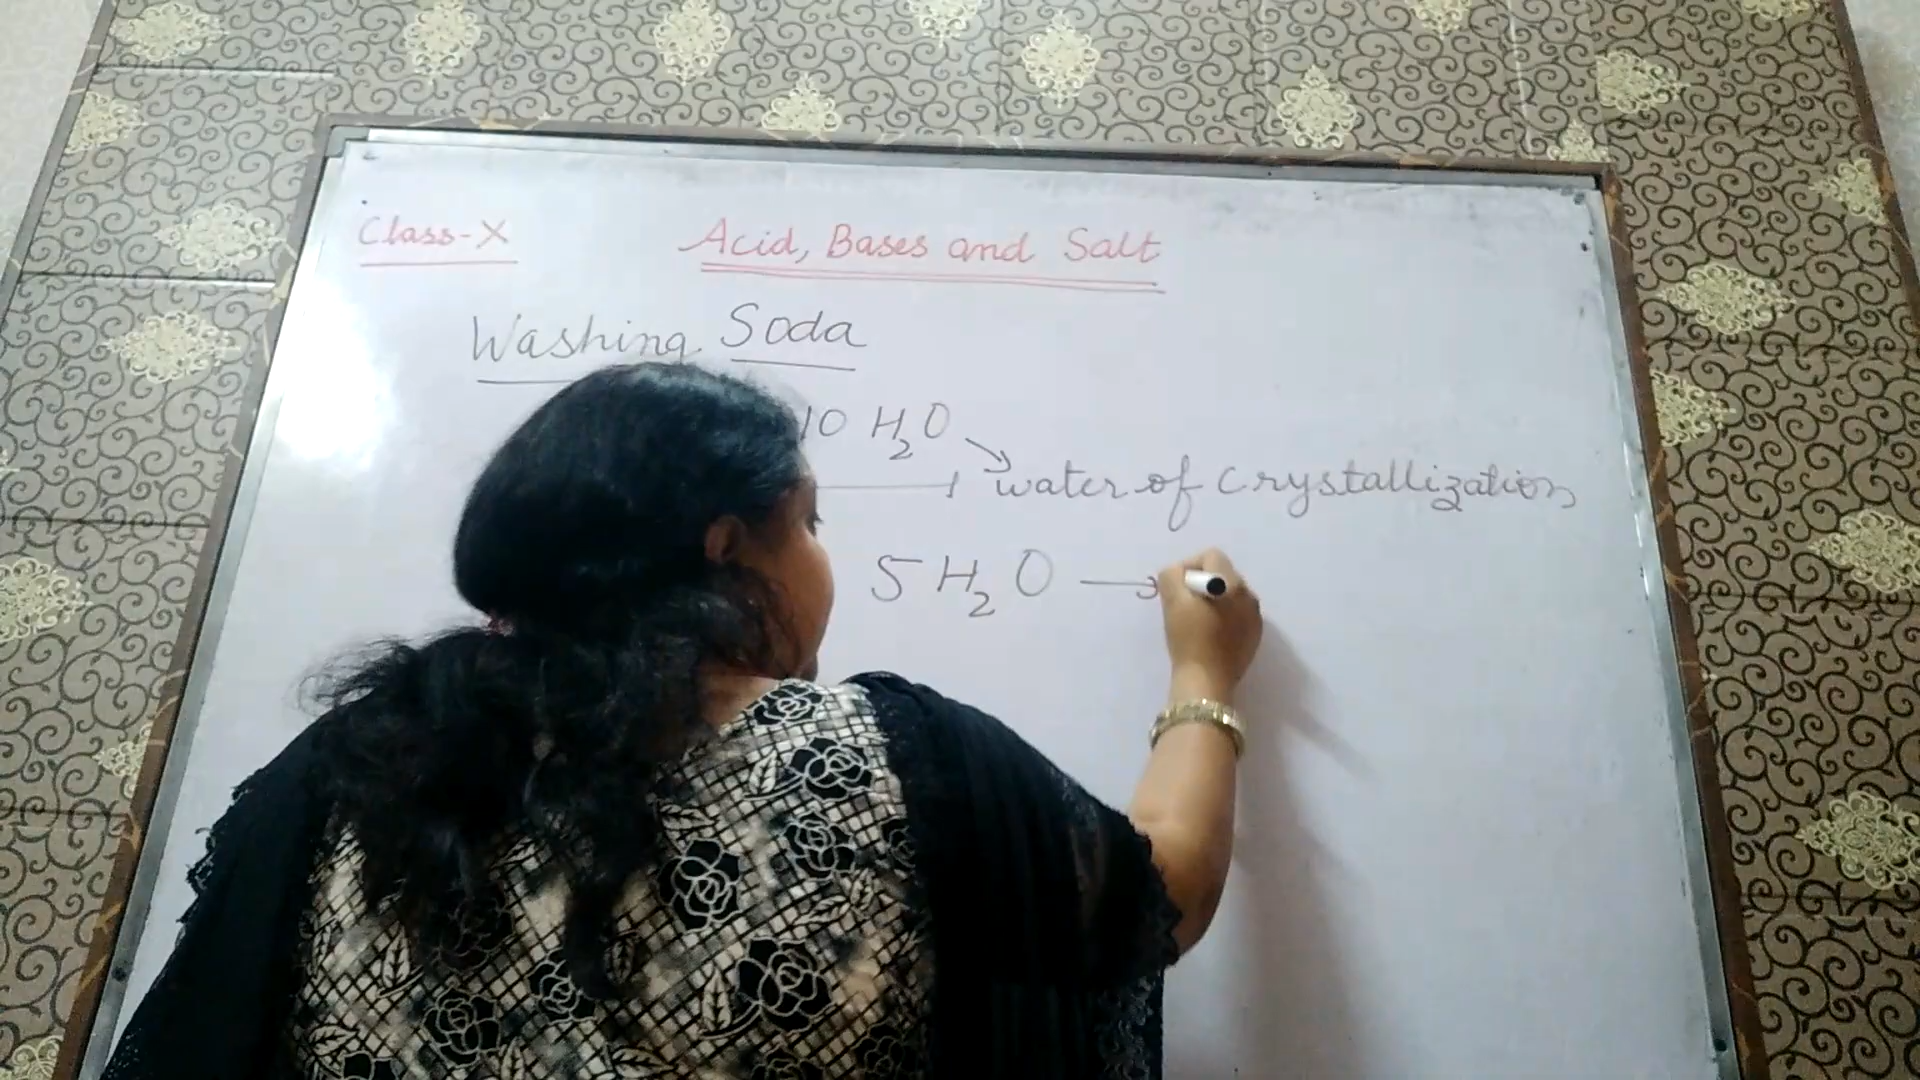 Class-X
Acid, Bases and Salt
Washing Soda
10 H₂O
water of Crystallization
5 H₂O →